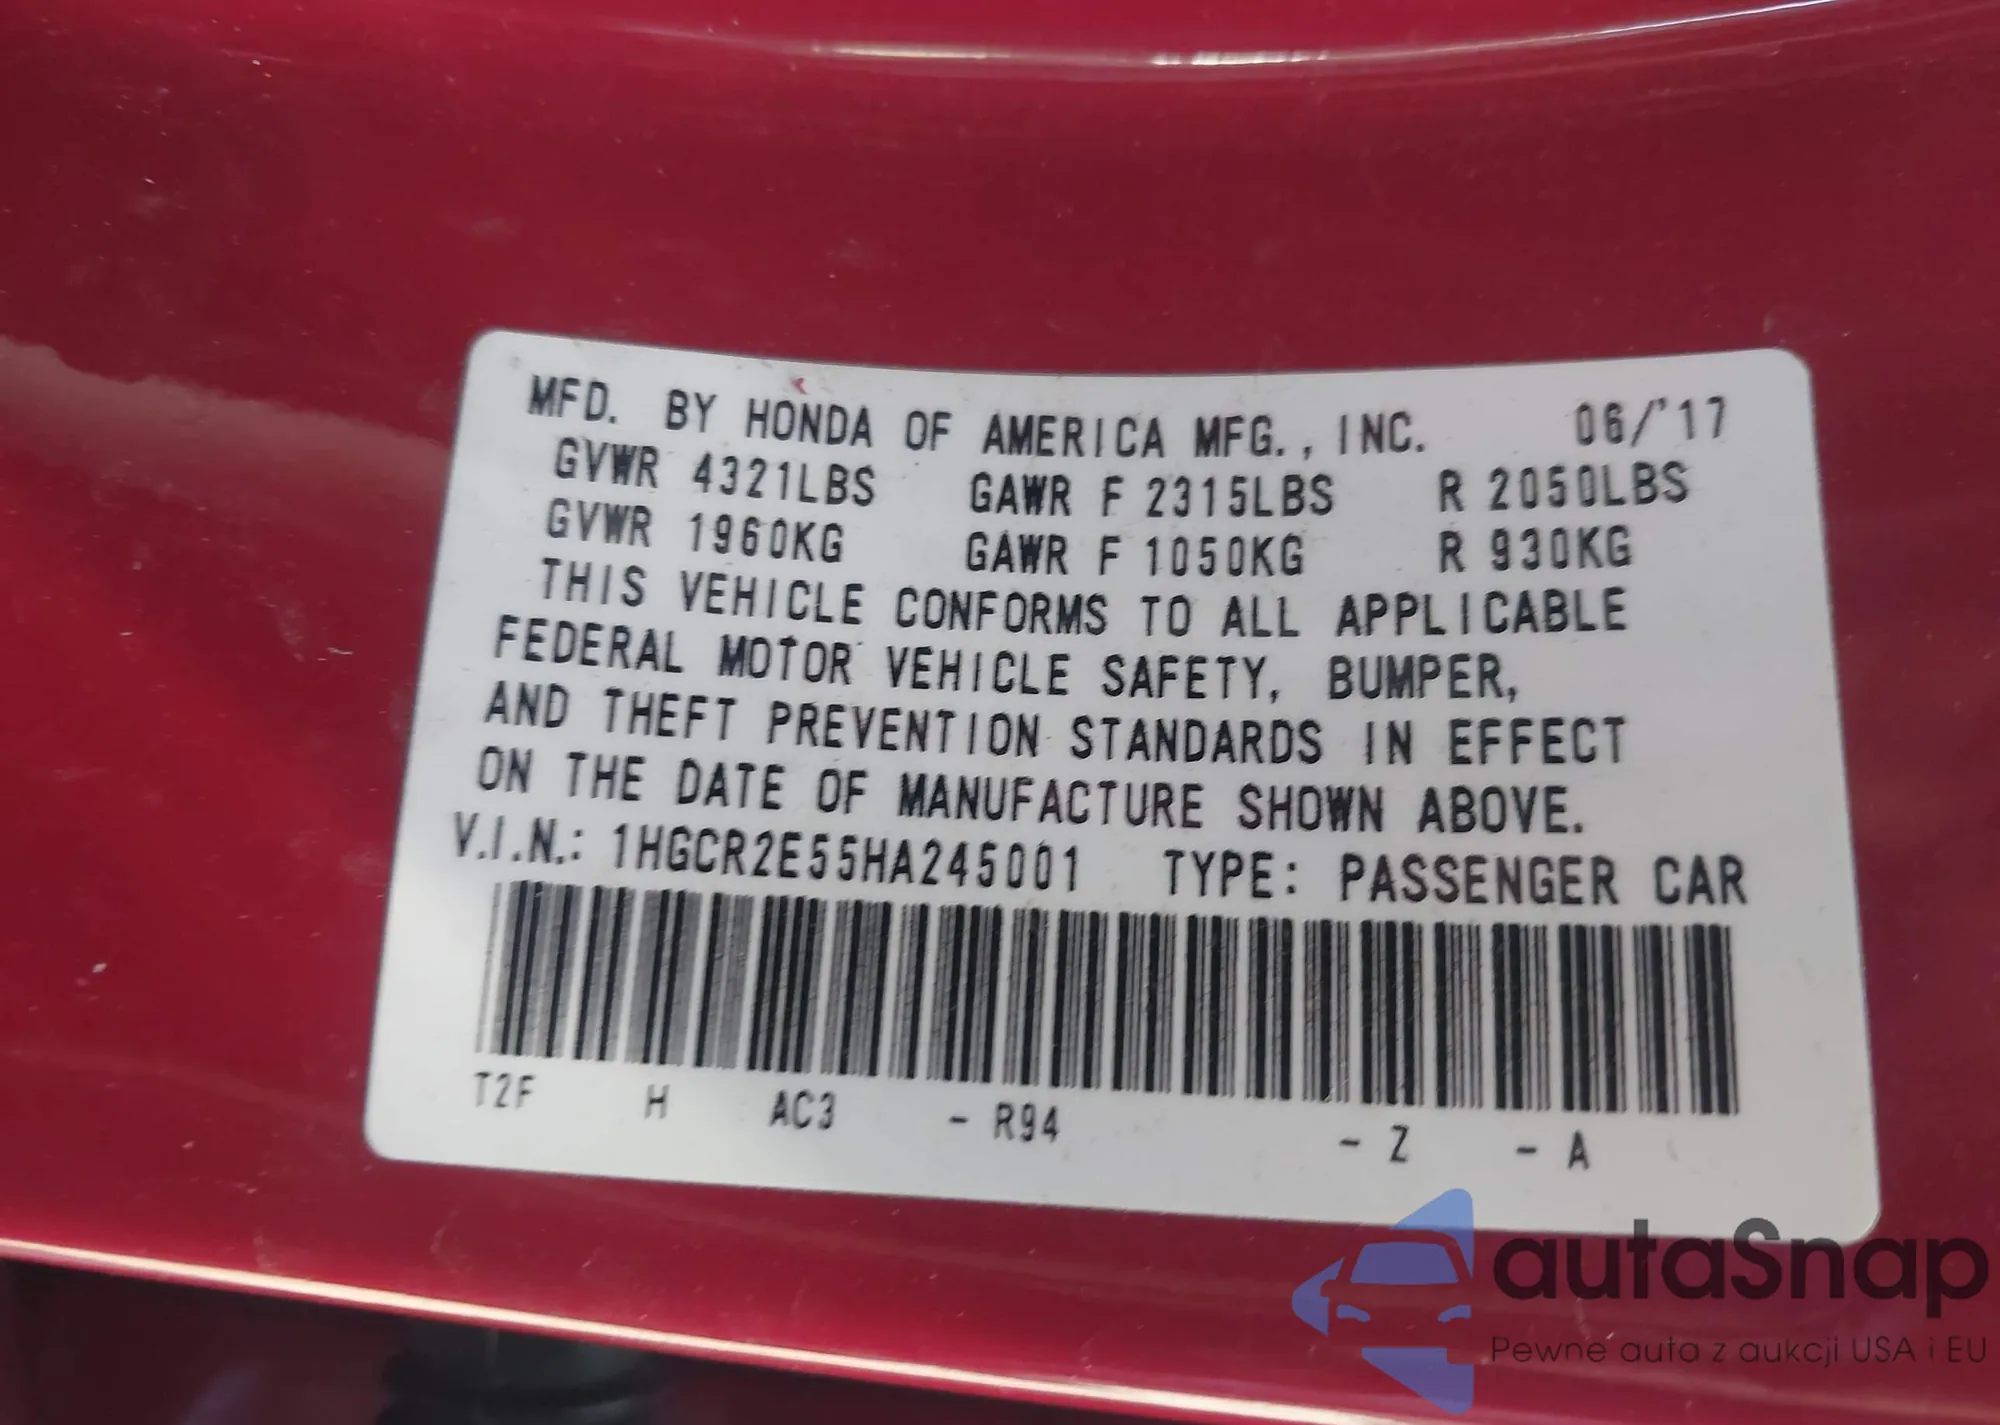 MFD. BY HONDA OF AMERICA MFG., INC. 06/'17
GVWR 4321LBS GAWR F 2315LBS R 2050LBS
GVWR 1960KG GAWR F 1050KG R 930KG
THIS VEHICLE CONFORMS TO ALL APPLICABLE
FEDERAL MOTOR VEHICLE SAFETY, BUMPER,
AND THEFT PREVENTION STANDARDS IN EFFECT
ON THE DATE OF MANUFACTURE SHOWN ABOVE.
V.I.N.: 1HGCR2E55HA245001 TYPE: PASSENGER CAR
T2F H AC3 - R94 - Z - A
autaSnap
Pewne auta z aukcji USA i EU